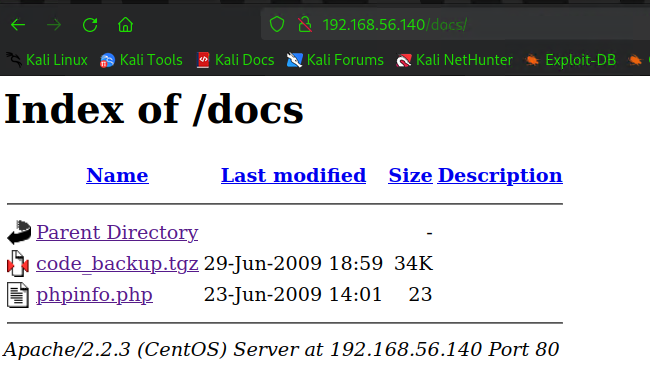 192.168.56.140/docs/
Kali Linux Kali Tools Kali Docs Kali Forums Kali NetHunter Exploit-DB
Index of /docs
Name Last modified Size Description
Parent Directory -
code_backup.tgz 29-Jun-2009 18:59 34K
phpinfo.php 23-Jun-2009 14:01 23
Apache/2.2.3 (CentOS) Server at 192.168.56.140 Port 80